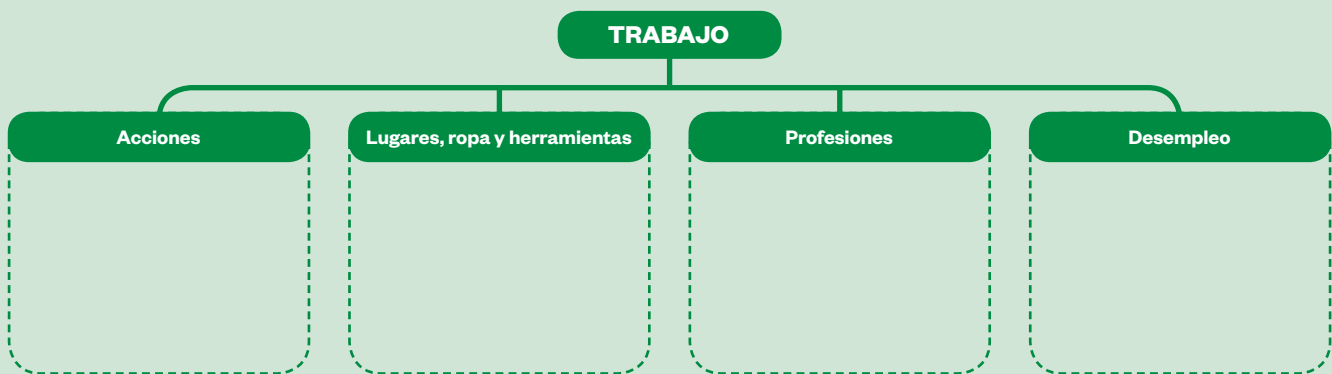 TRABAJO
Acciones
Lugares, ropa y herramientas
Profesiones
Desempleo